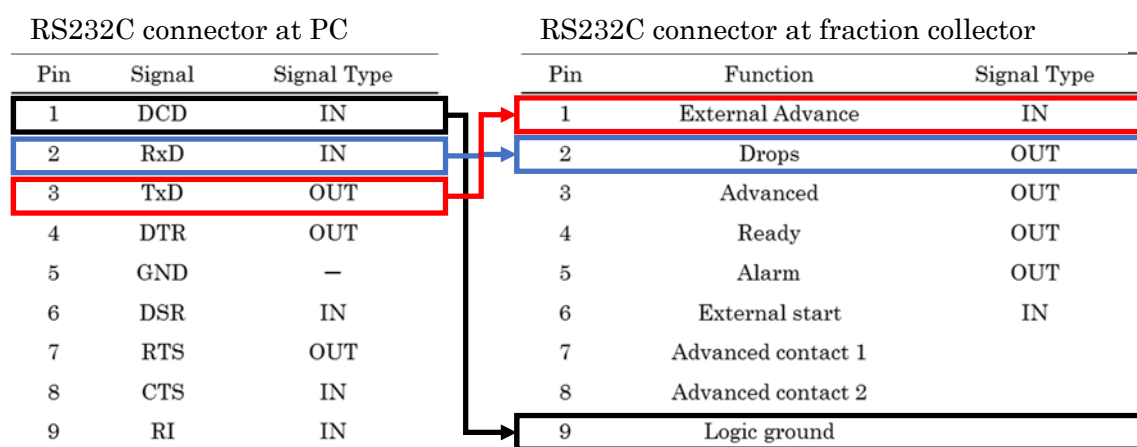 RS232C connector at PC
RS232C connector at fraction collector
Pin Signal Signal Type
Pin Function Signal Type
1 DCD IN
1 External Advance IN
2 RxD IN
2 Drops OUT
3 TxD OUT
3 Advanced OUT
4 DTR OUT
4 Ready OUT
5 GND —
5 Alarm OUT
6 DSR IN
6 External start IN
7 RTS OUT
7 Advanced contact 1
8 CTS IN
8 Advanced contact 2
9 RI IN
9 Logic ground